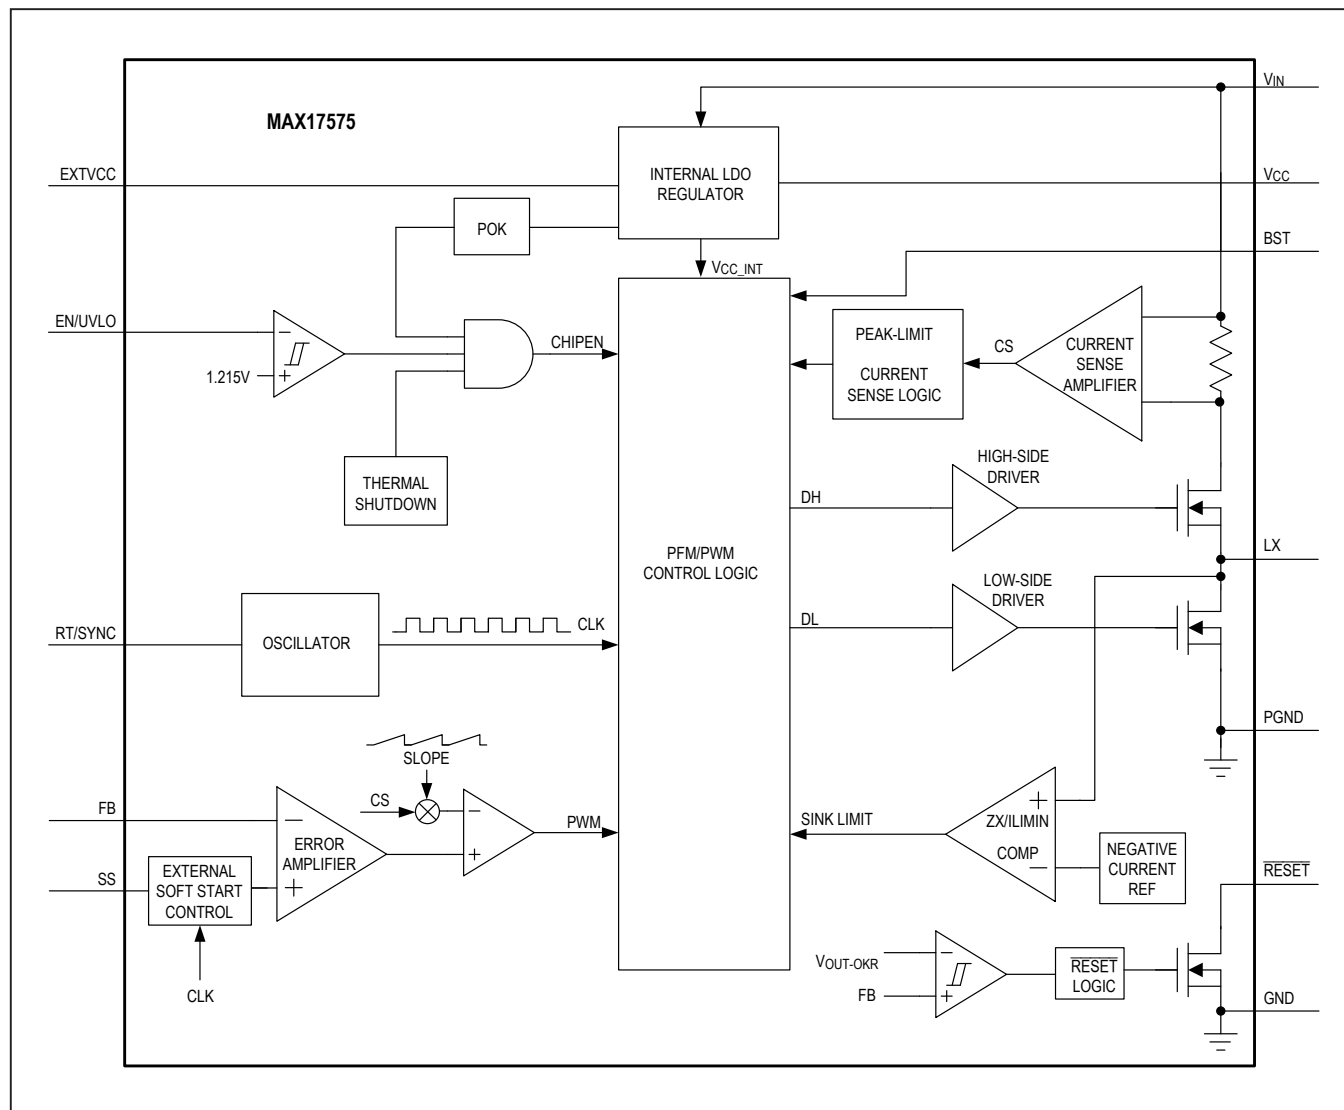 MAX17575
VIN
EXTVCC
INTERNAL LDO
REGULATOR
VCC
POK
BST
VCC_INT
EN/UVLO
−
1.215V
+
CHIPEN
PEAK-LIMIT
CURRENT
SENSE LOGIC
CS
CURRENT
SENSE
AMPLIFIER
THERMAL
SHUTDOWN
HIGH-SIDE
DRIVER
DH
LX
PFM/PWM
CONTROL LOGIC
LOW-SIDE
DRIVER
DL
RT/SYNC
OSCILLATOR
CLK
PGND
SLOPE
CS
FB
−
ERROR
AMPLIFIER
+
−
+
PWM
SINK LIMIT
+
ZX/ILIMIN
COMP
−
NEGATIVE
CURRENT
REF
SS
EXTERNAL
SOFT START
CONTROL
CLK
RESET
VOUT-OKR
−
FB
+
RESET
LOGIC
GND